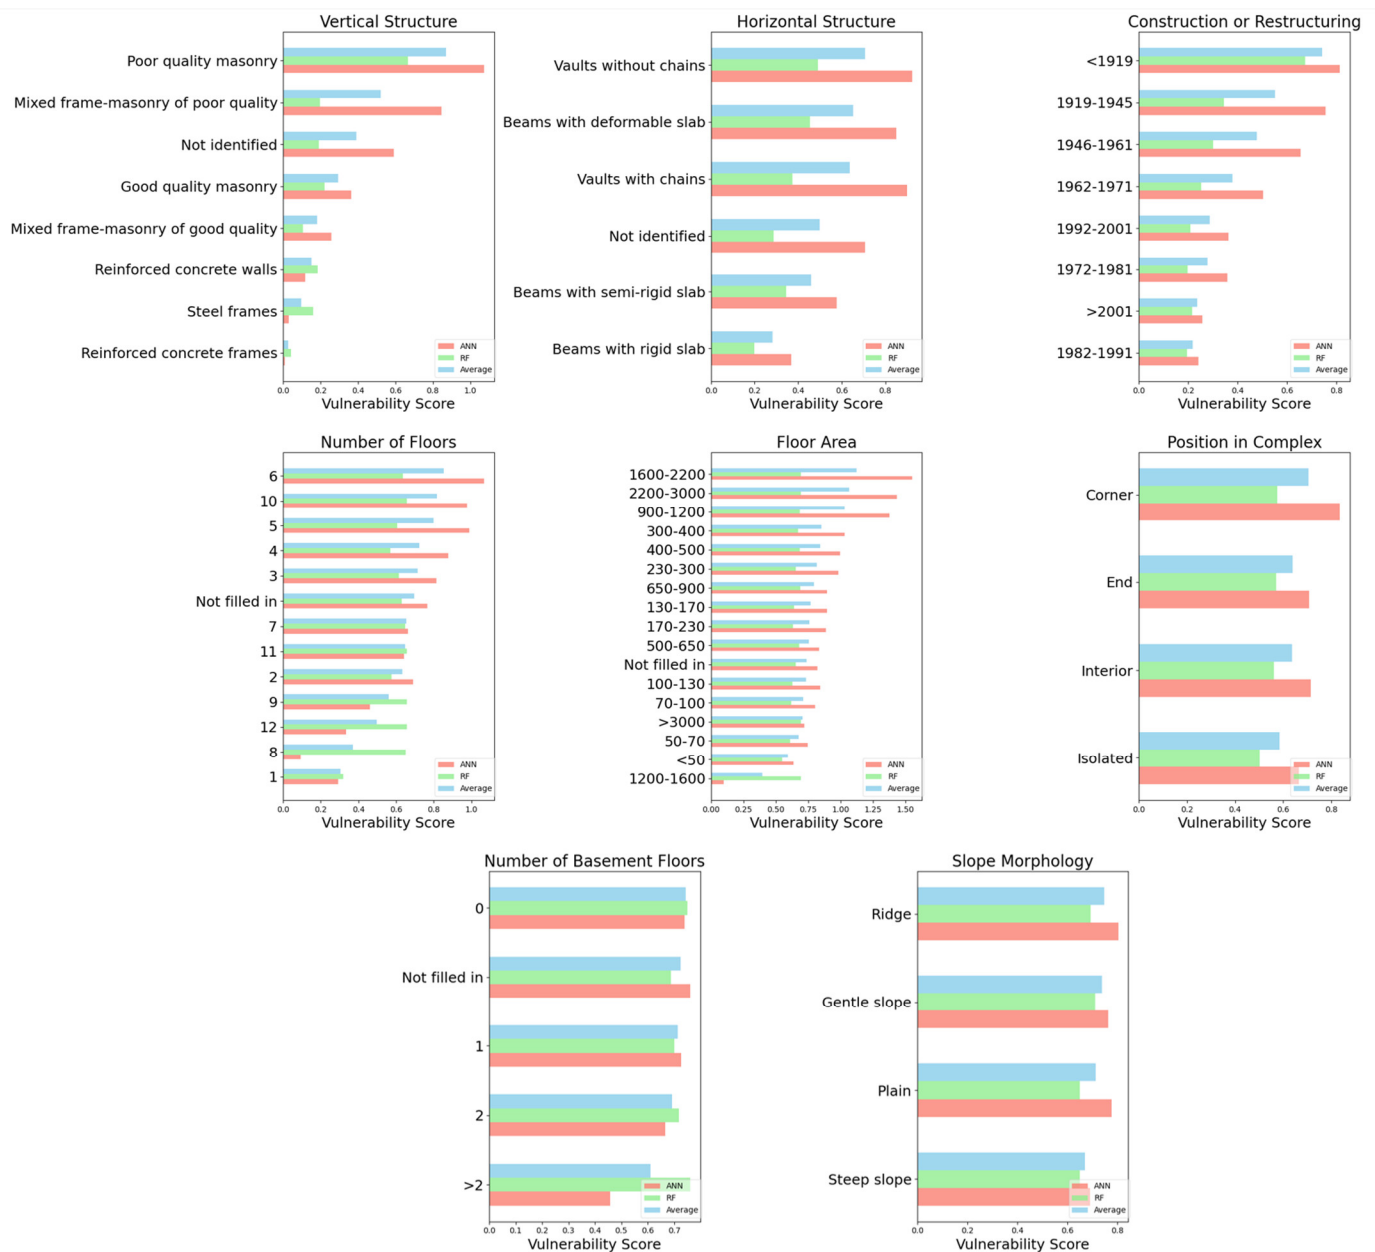 Vertical Structure
Poor quality masonry
Mixed frame-masonry of poor quality
Not identified
Good quality masonry
Mixed frame-masonry of good quality
Reinforced concrete walls
Steel frames
Reinforced concrete frames
ANN
RF
Average
0.0 0.2 0.4 0.6 0.8 1.0
Vulnerability Score
Horizontal Structure
Vaults without chains
Beams with deformable slab
Vaults with chains
Not identified
Beams with semi-rigid slab
Beams with rigid slab
ANN
RF
Average
0.0 0.2 0.4 0.6 0.8
Vulnerability Score
Construction or Restructuring
<1919
1919-1945
1946-1961
1962-1971
1992-2001
1972-1981
>2001
1982-1991
ANN
RF
Average
0.0 0.2 0.4 0.6 0.8
Vulnerability Score
Number of Floors
6
10
5
4
3
Not filled in
7
11
2
9
12
8
1
ANN
RF
Average
0.0 0.2 0.4 0.6 0.8 1.0
Vulnerability Score
Floor Area
1600-2200
2200-3000
900-1200
300-400
400-500
230-300
650-900
130-170
170-230
500-650
Not filled in
100-130
70-100
>3000
50-70
<50
1200-1600
ANN
RF
Average
0.00 0.25 0.50 0.75 1.00 1.25 1.50
Vulnerability Score
Position in Complex
Corner
End
Interior
Isolated
ANN
RF
Average
0.0 0.2 0.4 0.6 0.8
Vulnerability Score
Number of Basement Floors
0
Not filled in
1
2
>2
ANN
RF
Average
0.0 0.1 0.2 0.3 0.4 0.5 0.6 0.7
Vulnerability Score
Slope Morphology
Ridge
Gentle slope
Plain
Steep slope
ANN
RF
Average
0.0 0.2 0.4 0.6 0.8
Vulnerability Score